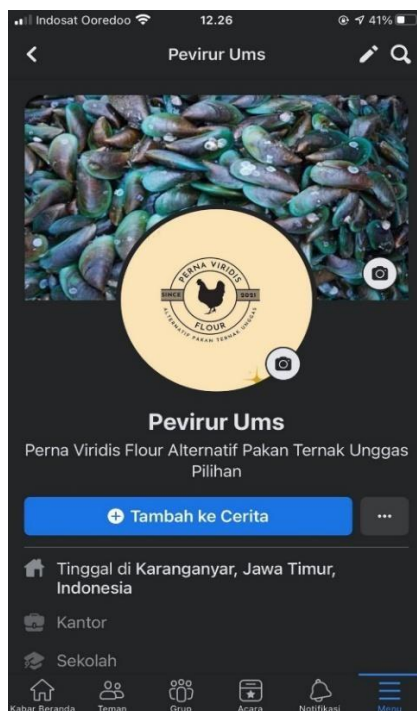 Indosat Ooredoo 12.26 41%
Pevirur Ums
PERNA VIRIDIS
SINCE 2021
FLOUR
ALTERNATIF PAKAN TERNAK UNGGAS
Pevirur Ums
Perna Viridis Flour Alternatif Pakan Ternak Unggas
Pilihan
Tambah ke Cerita
Tinggal di Karanganyar, Jawa Timur,
Indonesia
Kantor
Sekolah
Kabar Beranda Teman Grup Acara Notifikasi Menu